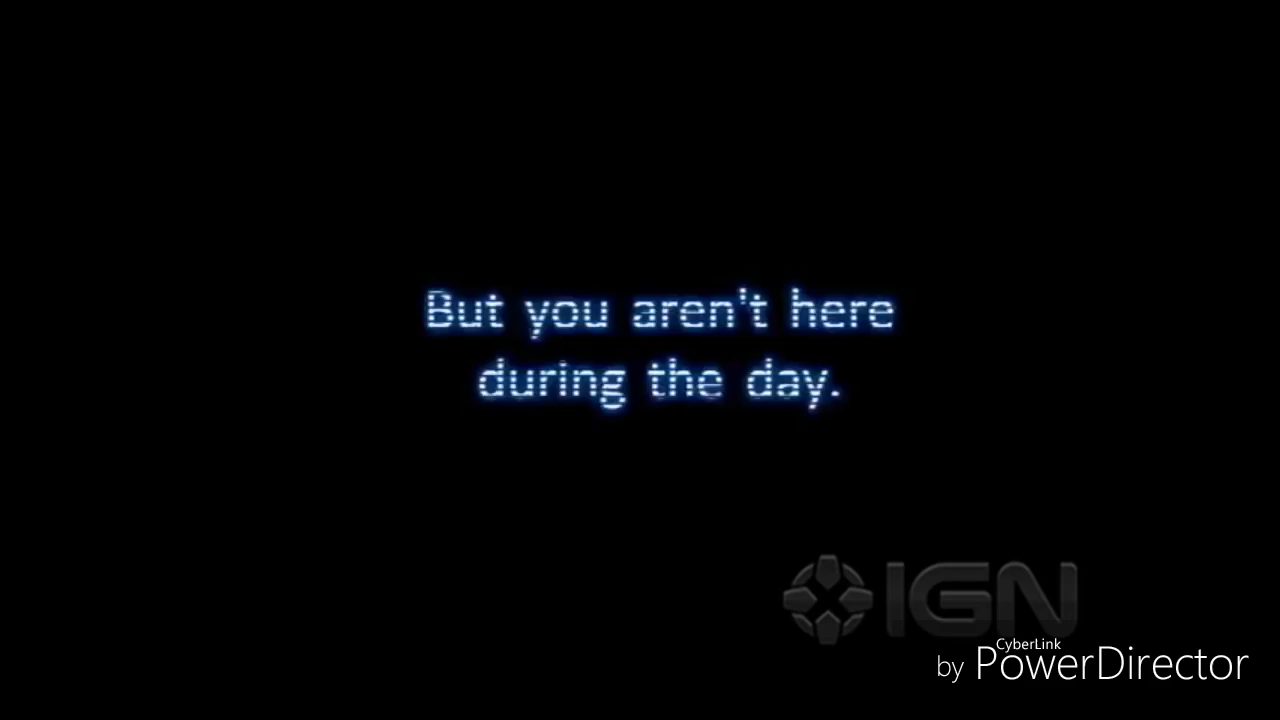 But you aren't here
during the day.
IGN
CyberLink
by PowerDirector